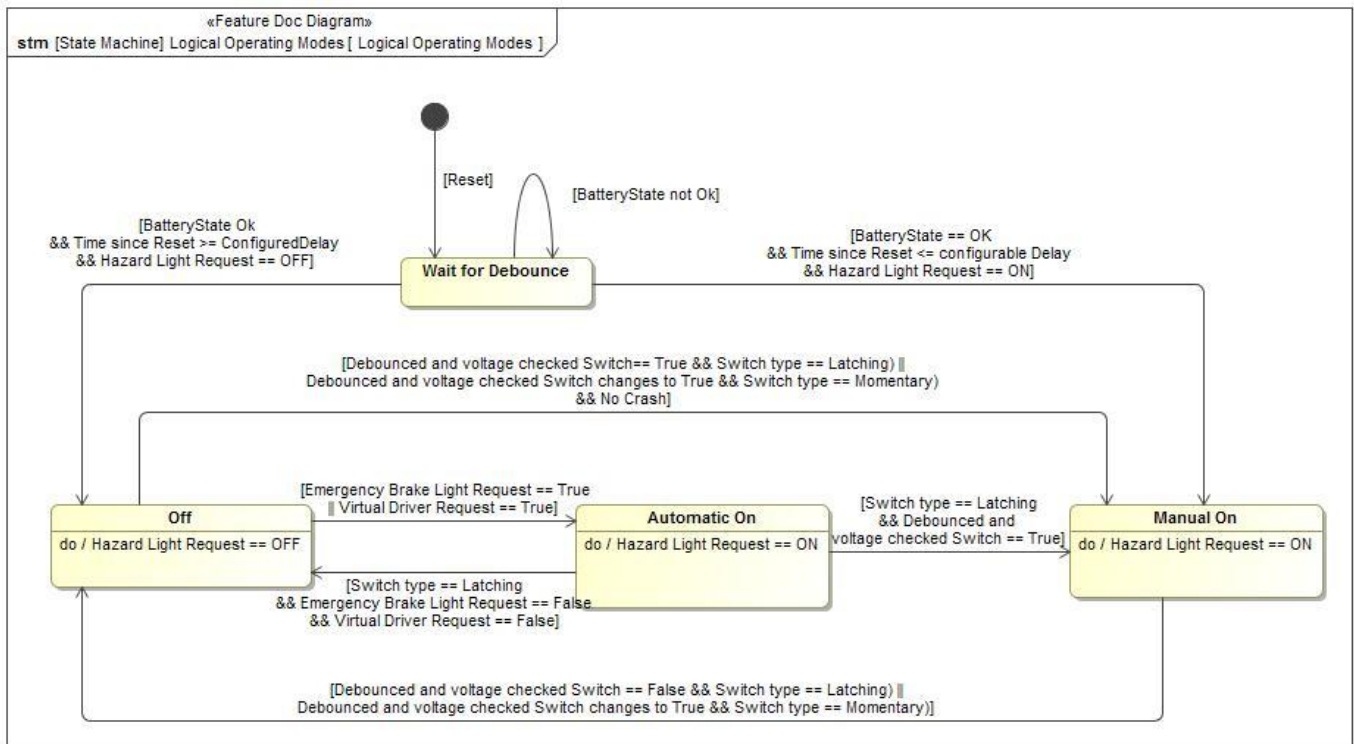 «Feature Doc Diagram»
stm [State Machine] Logical Operating Modes [ Logical Operating Modes ]
[Reset]
[BatteryState not Ok]
[BatteryState Ok
&& Time since Reset >= ConfiguredDelay
&& Hazard Light Request == OFF]
[BatteryState == OK
&& Time since Reset <= configurable Delay
&& Hazard Light Request == ON]
Wait for Debounce
[Debounced and voltage checked Switch== True && Switch type == Latching) ||
Debounced and voltage checked Switch changes to True && Switch type == Momentary)
&& No Crash]
[Emergency Brake Light Request == True
|| Virtual Driver Request == True]
[Switch type == Latching
&& Debounced and
voltage checked Switch == True]
Off
do / Hazard Light Request == OFF
Automatic On
do / Hazard Light Request == ON
Manual On
do / Hazard Light Request == ON
[Switch type == Latching
&& Emergency Brake Light Request == False
&& Virtual Driver Request == False]
[Debounced and voltage checked Switch == False && Switch type == Latching) ||
Debounced and voltage checked Switch changes to True && Switch type == Momentary)]